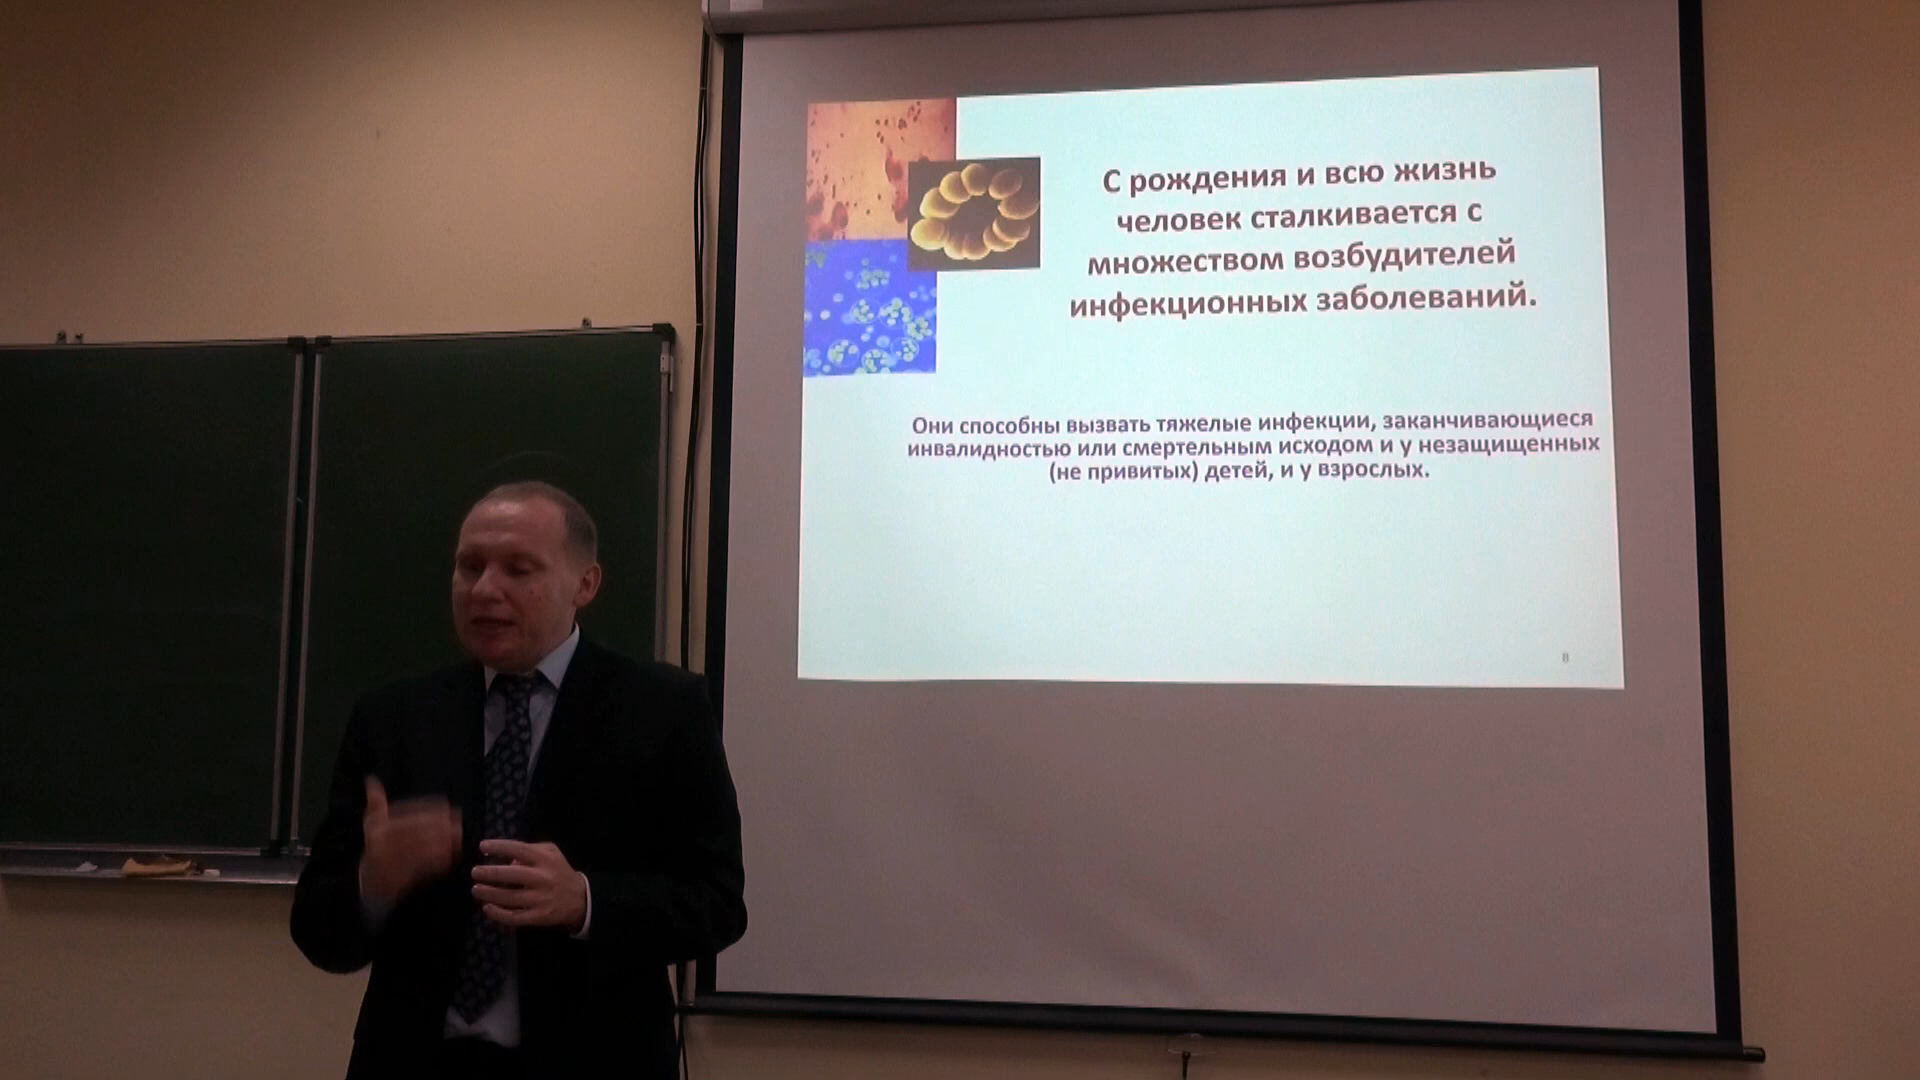 С рождения и всю жизнь
человек сталкивается с
множеством возбудителей
инфекционных заболеваний.
Они способны вызвать тяжелые инфекции, заканчивающиеся
инвалидностью или смертельным исходом и у незащищенных
(не привитых) детей, и у взрослых.
8